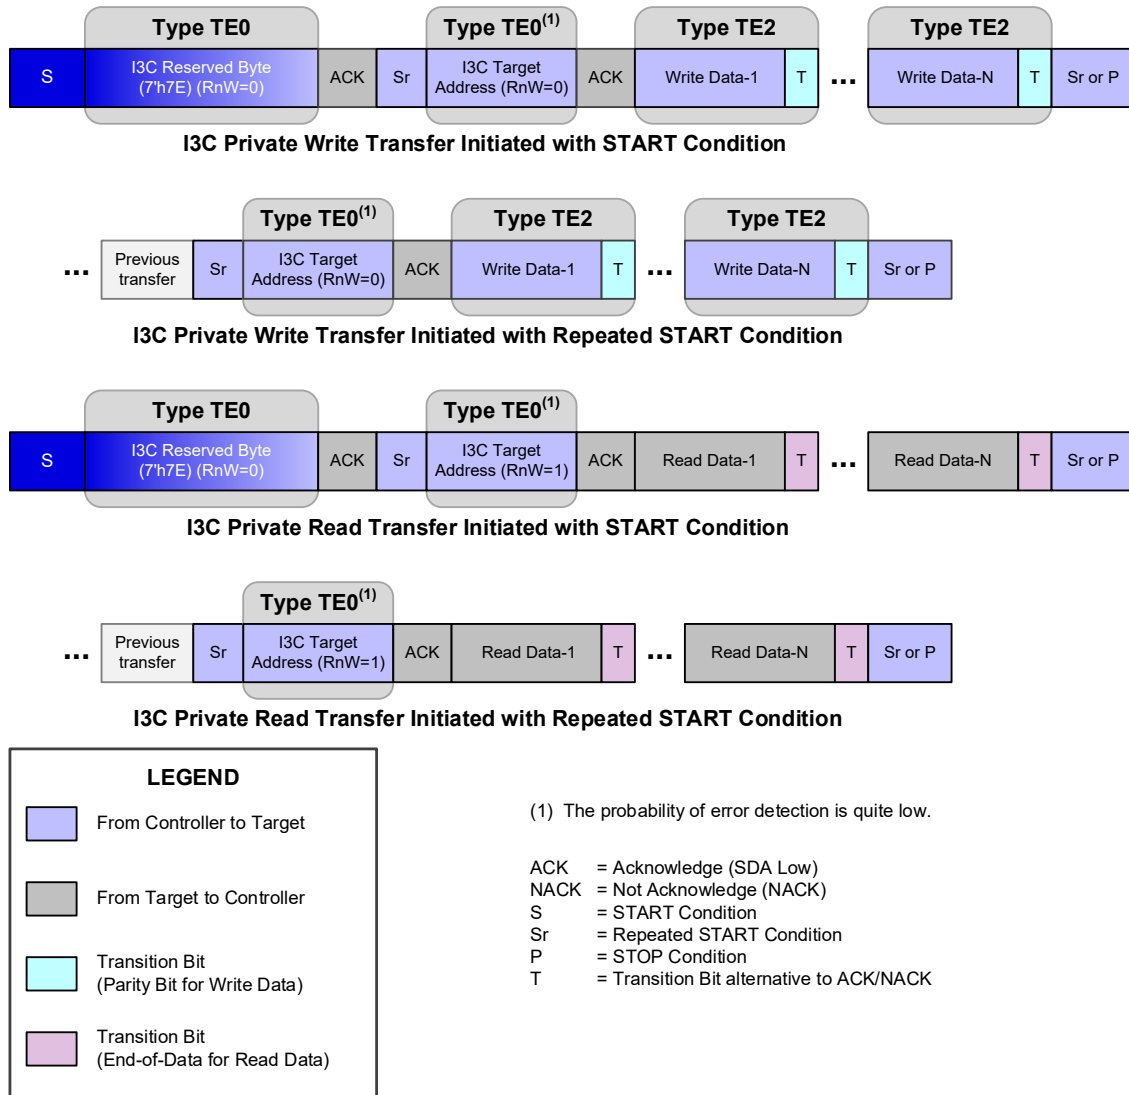 Type TE0
Type TE0(1)
Type TE2
Type TE2
S
I3C Reserved Byte
(7'h7E) (RnW=0)
ACK
Sr
I3C Target
Address (RnW=0)
ACK
Write Data-1
T
...
Write Data-N
T
Sr or P
I3C Private Write Transfer Initiated with START Condition
Type TE0(1)
Type TE2
Type TE2
...
Previous
transfer
Sr
I3C Target
Address (RnW=0)
ACK
Write Data-1
T
...
Write Data-N
T
Sr or P
I3C Private Write Transfer Initiated with Repeated START Condition
Type TE0
Type TE0(1)
S
I3C Reserved Byte
(7'h7E) (RnW=0)
ACK
Sr
I3C Target
Address (RnW=1)
ACK
Read Data-1
T
...
Read Data-N
T
Sr or P
I3C Private Read Transfer Initiated with START Condition
Type TE0(1)
...
Previous
transfer
Sr
I3C Target
Address (RnW=1)
ACK
Read Data-1
T
...
Read Data-N
T
Sr or P
I3C Private Read Transfer Initiated with Repeated START Condition
LEGEND
From Controller to Target
From Target to Controller
Transition Bit
(Parity Bit for Write Data)
Transition Bit
(End-of-Data for Read Data)
(1) The probability of error detection is quite low.
ACK = Acknowledge (SDA Low)
NACK = Not Acknowledge (NACK)
S = START Condition
Sr = Repeated START Condition
P = STOP Condition
T = Transition Bit alternative to ACK/NACK